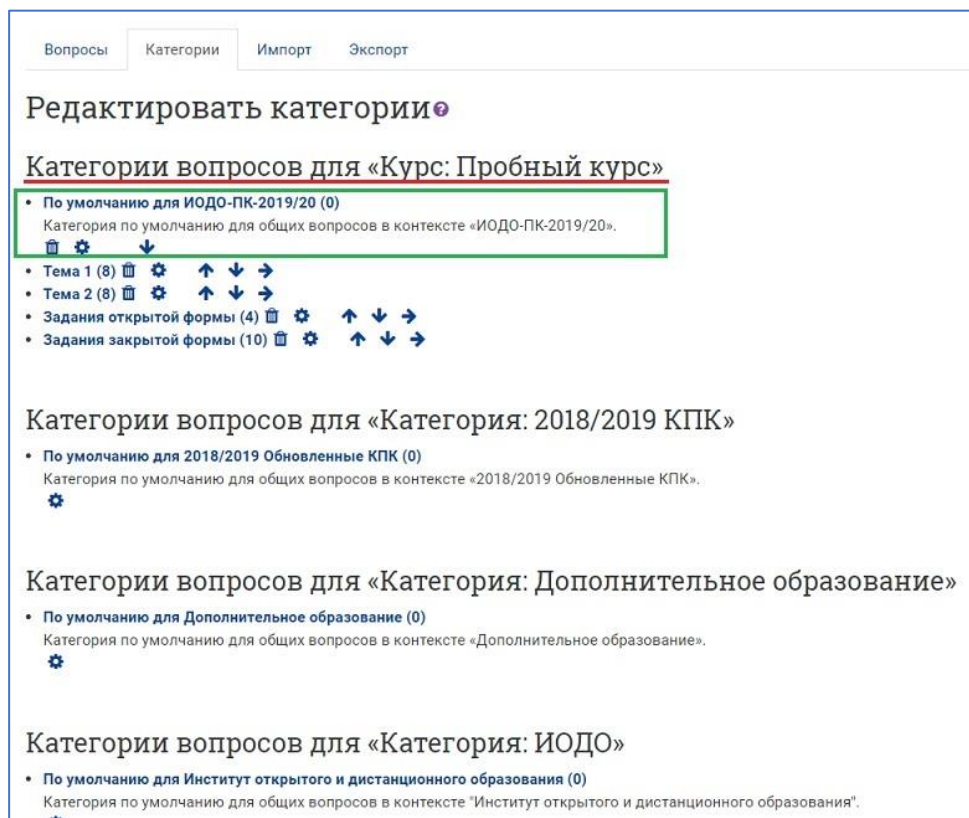 Вопросы Категории Импорт Экспорт
Редактировать категории
Категории вопросов для «Курс: Пробный курс»
По умолчанию для ИОДО-ПК-2019/20 (0)
Категория по умолчанию для общих вопросов в контексте «ИОДО-ПК-2019/20».
Тема 1 (8)
Тема 2 (8)
Задания открытой формы (4)
Задания закрытой формы (10)
Категории вопросов для «Категория: 2018/2019 КПК»
По умолчанию для 2018/2019 Обновленные КПК (0)
Категория по умолчанию для общих вопросов в контексте «2018/2019 Обновленные КПК».
Категории вопросов для «Категория: Дополнительное образование»
По умолчанию для Дополнительное образование (0)
Категория по умолчанию для общих вопросов в контексте «Дополнительное образование».
Категории вопросов для «Категория: ИОДО»
По умолчанию для Институт открытого и дистанционного образования (0)
Категория по умолчанию для общих вопросов в контексте "Институт открытого и дистанционного образования".